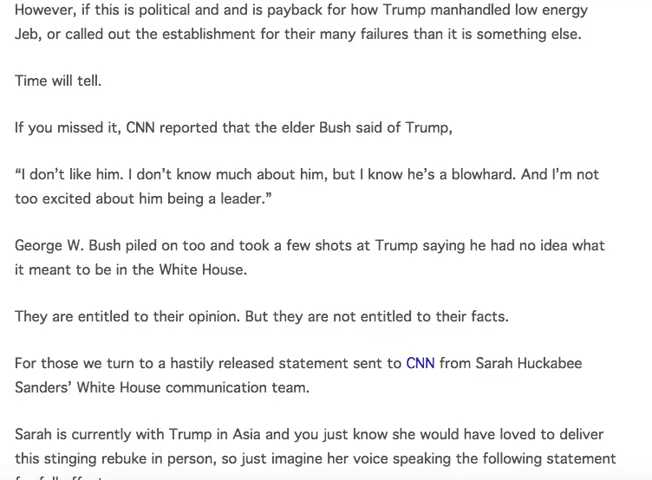 However, if this is political and and is payback for how Trump manhandled low energy
Jeb, or called out the establishment for their many failures than it is something else.
Time will tell.
If you missed it, CNN reported that the elder Bush said of Trump,
“I don’t like him. I don’t know much about him, but I know he’s a blowhard. And I’m not
too excited about him being a leader.”
George W. Bush piled on too and took a few shots at Trump saying he had no idea what
it meant to be in the White House.
They are entitled to their opinion. But they are not entitled to their facts.
For those we turn to a hastily released statement sent to CNN from Sarah Huckabee
Sanders’ White House communication team.
Sarah is currently with Trump in Asia and you just know she would have loved to deliver
this stinging rebuke in person, so just imagine her voice speaking the following statement